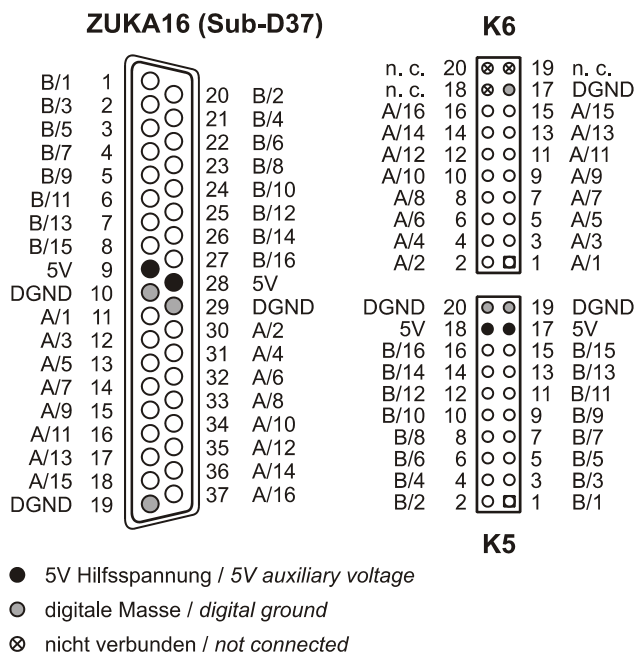 ZUKA16 (Sub-D37)
B/1 1
B/3 2
B/5 3
B/7 4
B/9 5
B/11 6
B/13 7
B/15 8
5V 9
DGND 10
A/1 11
A/3 12
A/5 13
A/7 14
A/9 15
A/11 16
A/13 17
A/15 18
DGND 19
20 B/2
21 B/4
22 B/6
23 B/8
24 B/10
25 B/12
26 B/14
27 B/16
28 5V
29 DGND
30 A/2
31 A/4
32 A/6
33 A/8
34 A/10
35 A/12
36 A/14
37 A/16
K6
n. c. 20 19 n. c.
n. c. 18 17 DGND
A/16 16 15 A/15
A/14 14 13 A/13
A/12 12 11 A/11
A/10 10 9 A/9
A/8 8 7 A/7
A/6 6 5 A/5
A/4 4 3 A/3
A/2 2 1 A/1
DGND 20 19 DGND
5V 18 17 5V
B/16 16 15 B/15
B/14 14 13 B/13
B/12 12 11 B/11
B/10 10 9 B/9
B/8 8 7 B/7
B/6 6 5 B/5
B/4 4 3 B/3
B/2 2 1 B/1
K5
5V Hilfsspannung / 5V auxiliary voltage
digitale Masse / digital ground
nicht verbunden / not connected